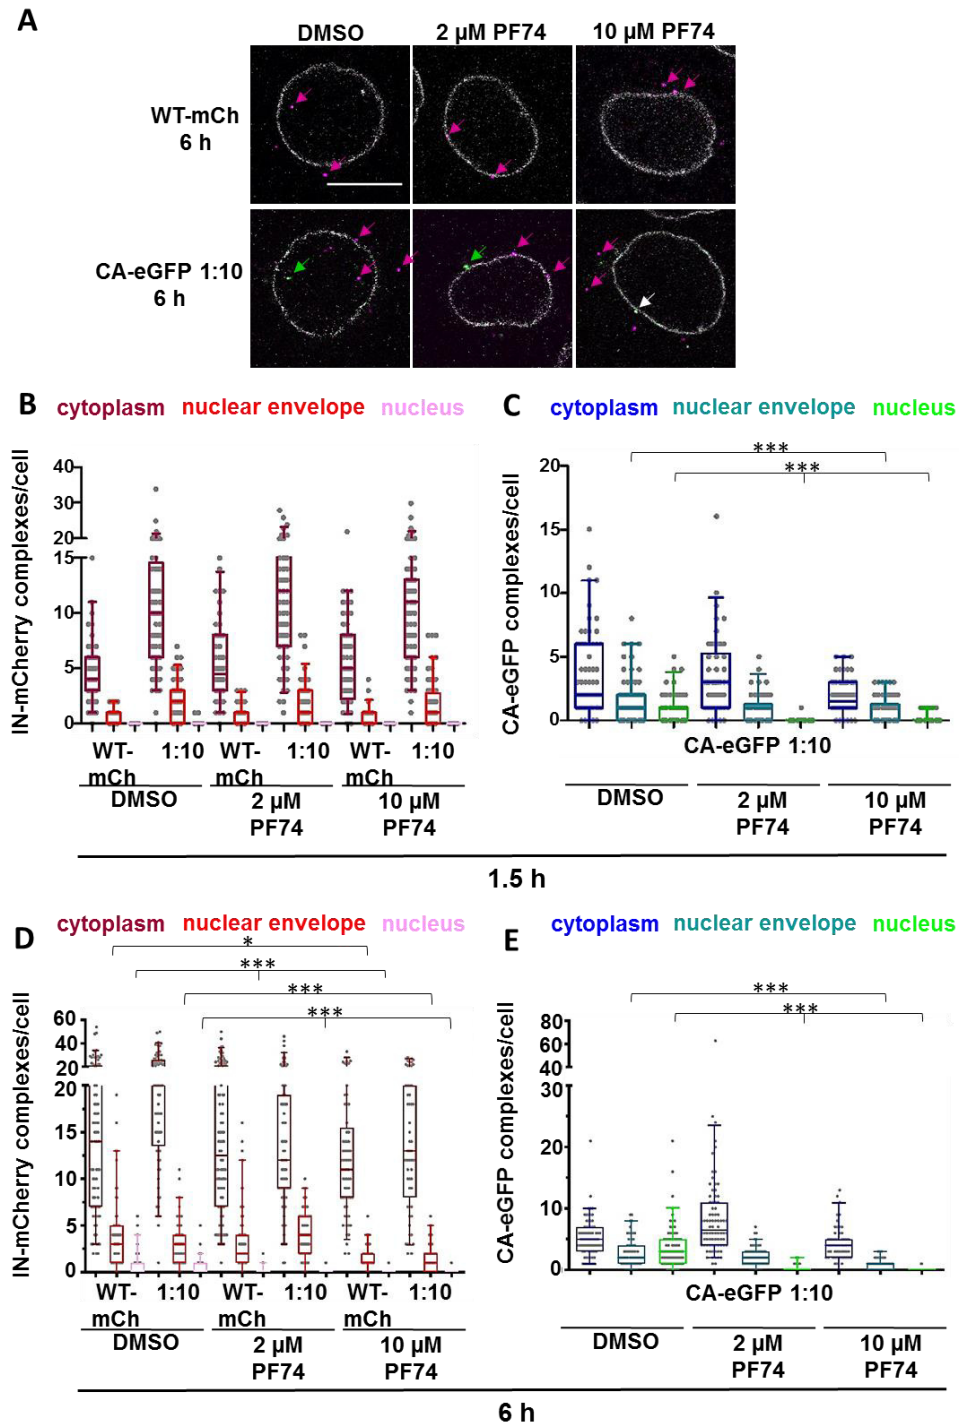 A
DMSO 2 µM PF74 10 µM PF74
WT-mCh
6 h
CA-eGFP 1:10
6 h
B cytoplasm nuclear envelope nucleus
IN-mCherry complexes/cell
40
30
20
15
10
5
0
WT-mCh 1:10 WT-mCh 1:10 WT-mCh 1:10
DMSO 2 µM PF74 10 µM PF74
C cytoplasm nuclear envelope nucleus
***
***
CA-eGFP complexes/cell
20
15
10
5
0
CA-eGFP 1:10
DMSO 2 µM PF74 10 µM PF74
1.5 h
D cytoplasm nuclear envelope nucleus
*
***
***
***
IN-mCherry complexes/cell
60
40
20
20
15
10
5
0
WT-mCh 1:10 WT-mCh 1:10 WT-mCh 1:10
DMSO 2 µM PF74 10 µM PF74
E cytoplasm nuclear envelope nucleus
***
***
CA-eGFP complexes/cell
80
60
40
30
20
10
0
CA-eGFP 1:10
DMSO 2 µM PF74 10 µM PF74
6 h